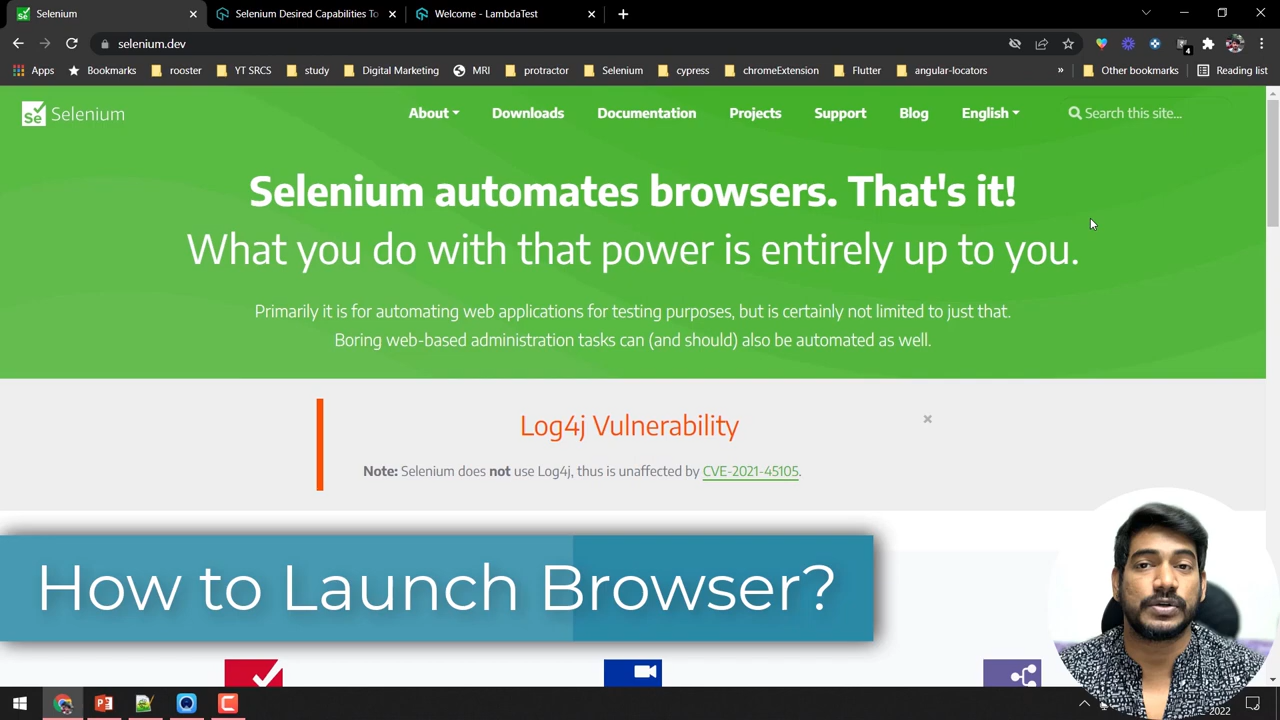 Selenium
Selenium Desired Capabilities To
Welcome - LambdaTest
selenium.dev
4
Apps
Bookmarks
rooster
YT SRCS
study
Digital Marketing
MRI
protractor
Selenium
cypress
chromeExtension
Flutter
angular-locators
»
Other bookmarks
Reading list
Se
Selenium
About
Downloads
Documentation
Projects
Support
Blog
English
Search this site...
Selenium automates browsers. That's it!
What you do with that power is entirely up to you.
Primarily it is for automating web applications for testing purposes, but is certainly not limited to just that.
Boring web-based administration tasks can (and should) also be automated as well.
Log4j Vulnerability
×
Note: Selenium does not use Log4j, thus is unaffected by CVE-2021-45105.
How to Launch Browser?
2022